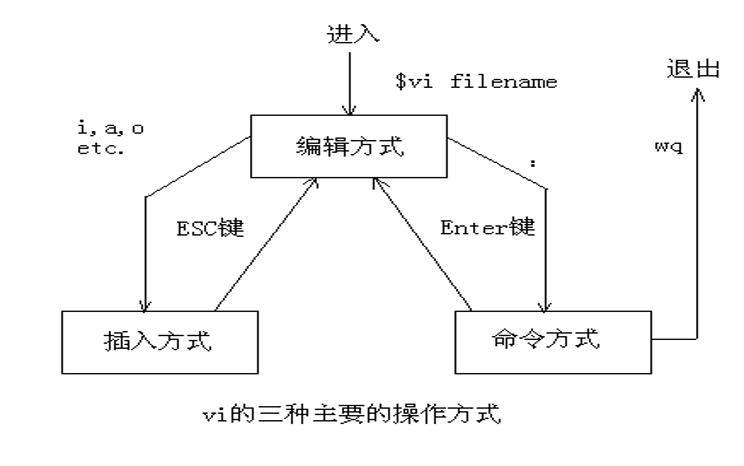 进入
$vi filename
退出
i,a,o
etc.
编辑方式
:
wq
ESC键
Enter键
插入方式
命令方式
vi的三种主要的操作方式